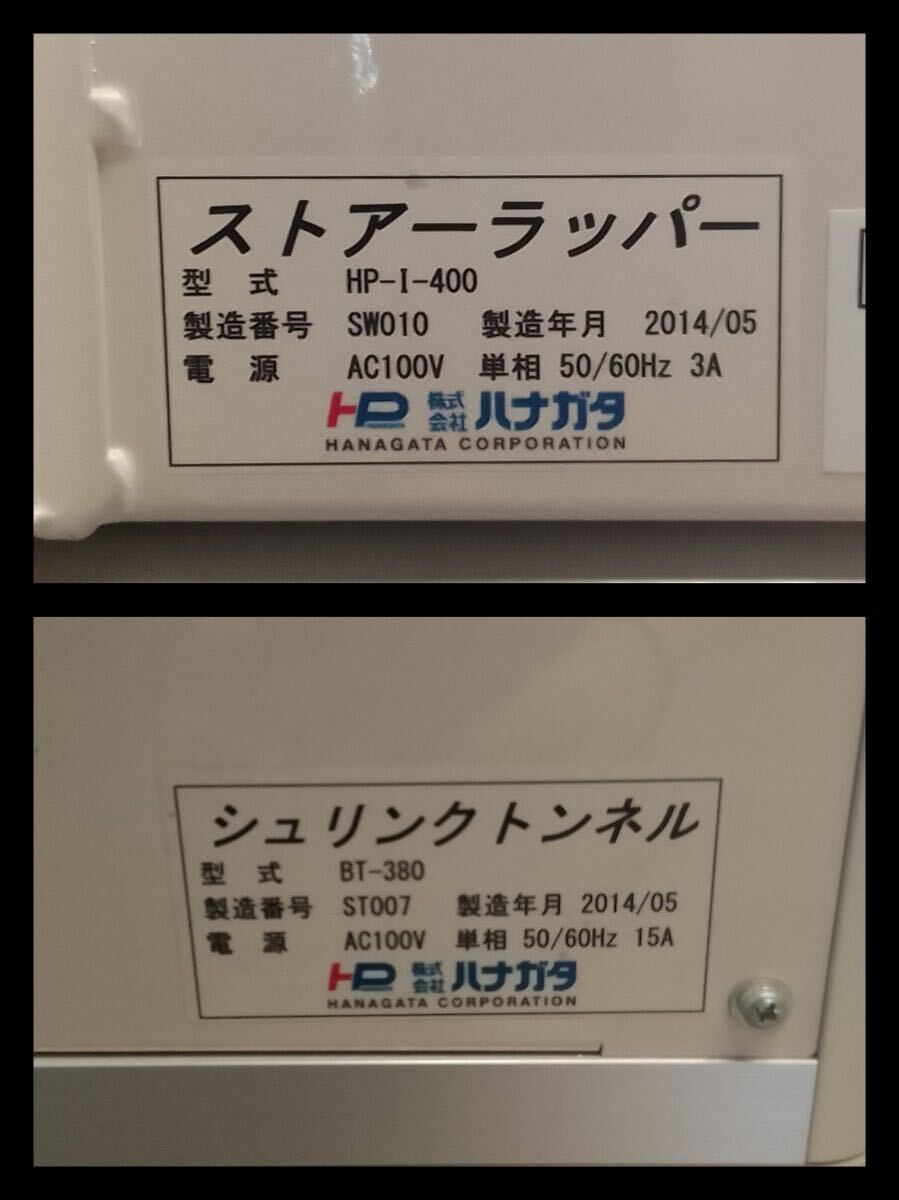 ストアーラッパー
型 式 HP-I-400
製造番号 SW010 製造年月 2014/05
電 源 AC100V 単相 50/60Hz 3A
HP 株式会社 ハナガタ
HANAGATA CORPORATION
シュリンクトンネル
型 式 BT-380
製造番号 ST007 製造年月 2014/05
電 源 AC100V 単相 50/60Hz 15A
HP 株式会社 ハナガタ
HANAGATA CORPORATION